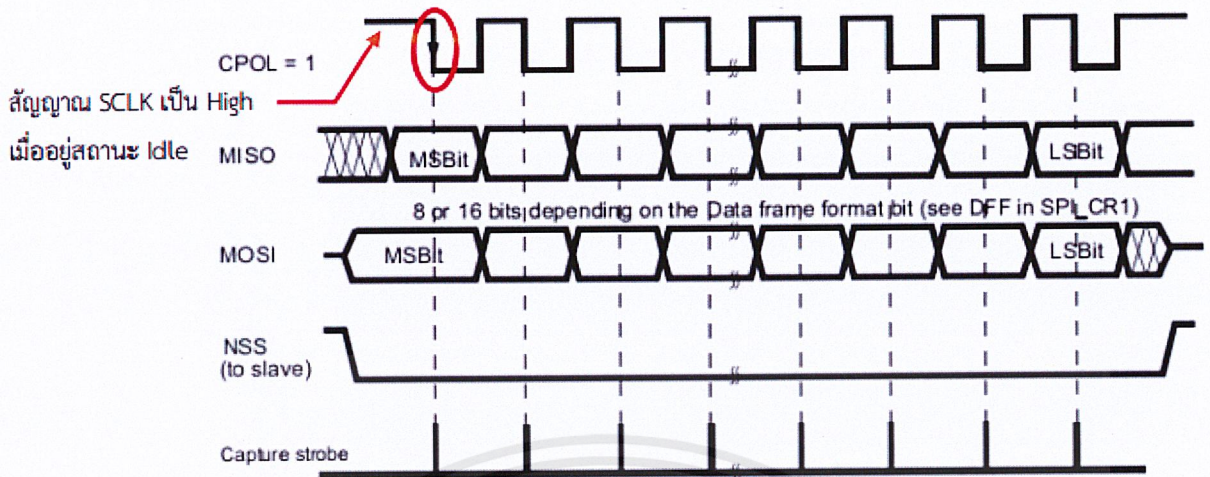 CPOL = 1
สัญญาณ SCLK เป็น High
เมื่ออยู่สถานะ Idle
MISO
MSBit
LSBit
8 or 16 bits depending on the Data frame format bit (see DFF in SPI_CR1)
MOSI
MSBit
LSBit
NSS
(to slave)
Capture strobe